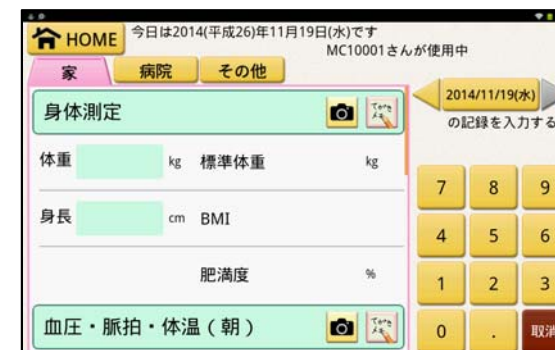 HOME
今日は2014(平成26)年11月19日(水)です
MC10001さんが使用中
家 病院 その他
2014/11/19(水)
の記録を入力する
身体測定
体重 kg 標準体重 kg
身長 cm BMI
肥満度 %
血圧・脈拍・体温(朝)
7 8 9
4 5 6
1 2 3
0 . 取消